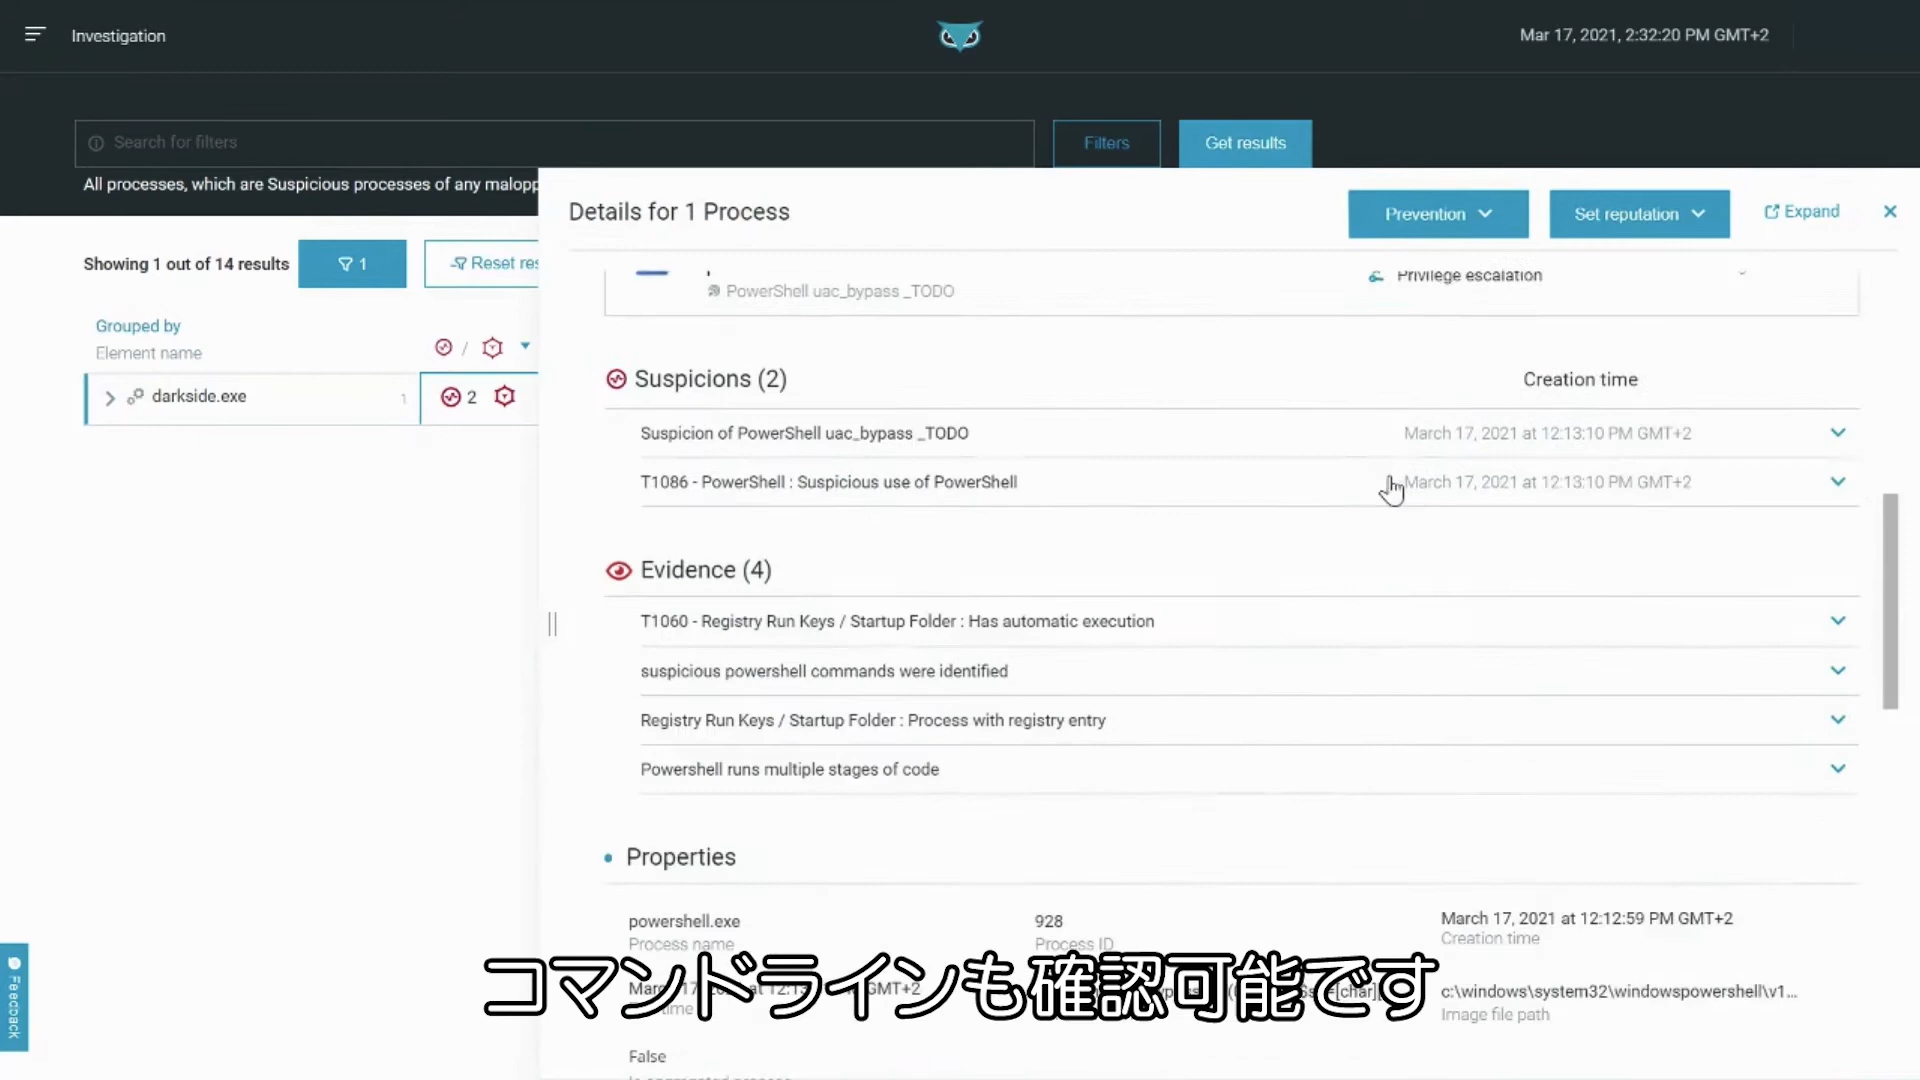 Investigation
Mar 17, 2021, 2:32:20 PM GMT+2
Search for filters
Filters
Get results
All processes, which are Suspicious processes of any malopp
Details for 1 Process
Prevention
Set reputation
Expand
Showing 1 out of 14 results
1
Reset res
PowerShell uac_bypass _TODO
Privilege escalation
Grouped by
Element name
/
darkside.exe
1
2
Suspicions (2)
Creation time
Suspicion of PowerShell uac_bypass _TODO
March 17, 2021 at 12:13:10 PM GMT+2
T1086 - PowerShell : Suspicious use of PowerShell
March 17, 2021 at 12:13:10 PM GMT+2
Evidence (4)
T1060 - Registry Run Keys / Startup Folder : Has automatic execution
suspicious powershell commands were identified
Registry Run Keys / Startup Folder : Process with registry entry
Powershell runs multiple stages of code
Properties
powershell.exe
Process name
928
Process ID
March 17, 2021 at 12:12:59 PM GMT+2
Creation time
GMT+2
c:\windows\system32\windowspowershell\v1...
Image file path
コマンドラインも確認可能です
False
Feedback